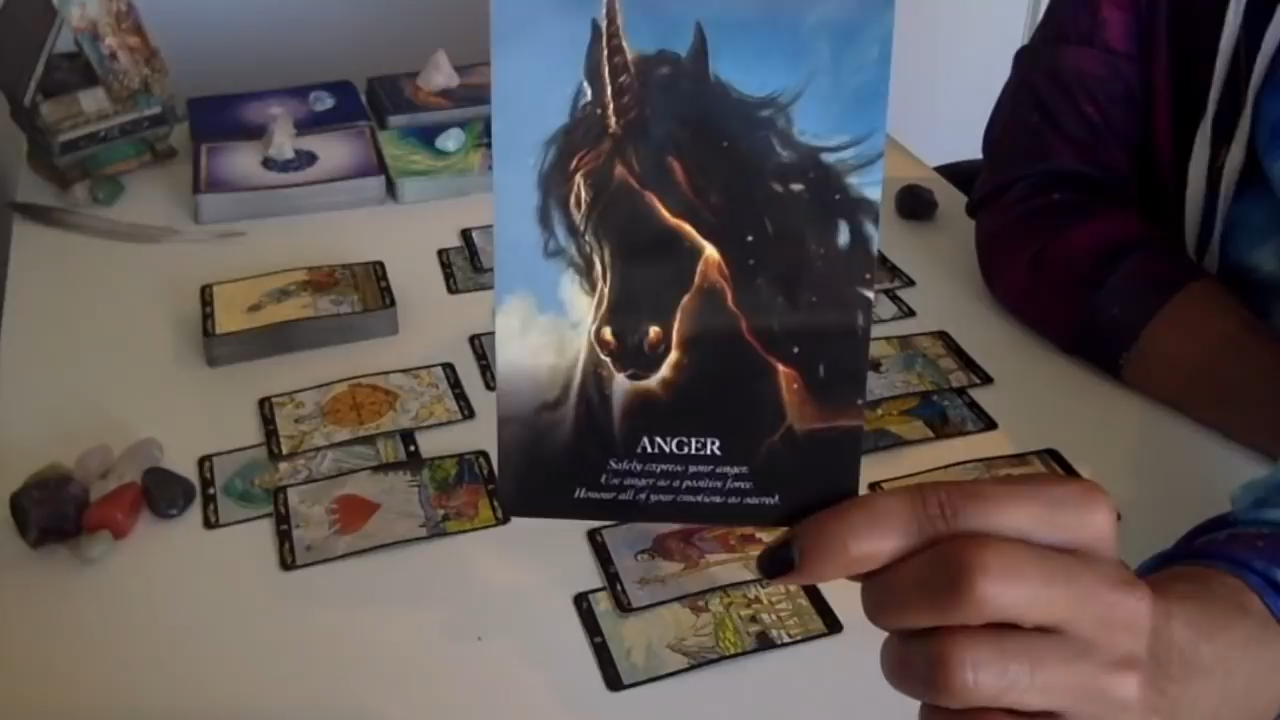 ANGER
Safely express your anger.
Use anger as a positive force.
Honour all of your emotions as sacred.